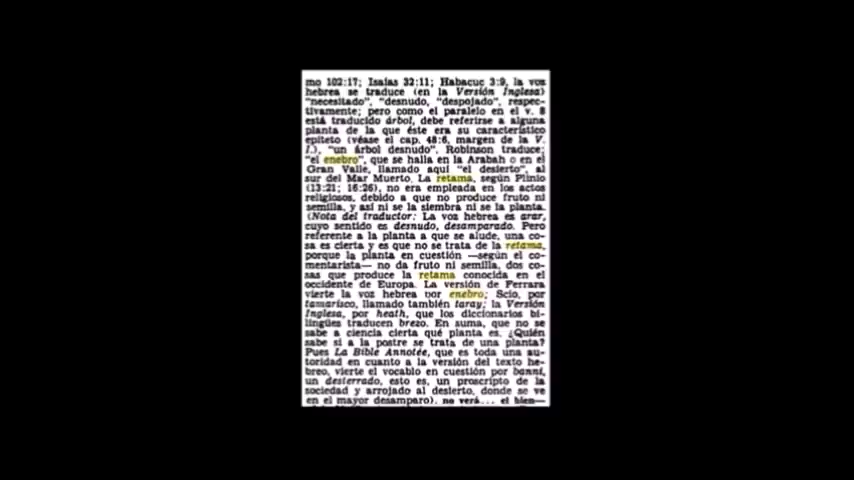 mo 102:17; Isaías 32:11; Habacuc 3:9, la voz
hebrea se traduce (en la Versión Inglesa)
"necesitado", "desnudo, "despojado", respec-
tivamente; pero como el paralelo en el v. 8
está traducido árbol, debe referirse a alguna
planta de la que éste era su característico
epíteto (véase el cap. 48:6, margen de la V.
I.), "un árbol desnudo". Robinson traduce;
"el enebro", que se halla en la Arabah o en el
Gran Valle, llamado aquí "el desierto", al
sur del Mar Muerto. La retama, según Plinio
(13:21; 16:26), no era empleada en los actos
religiosos, debido a que no produce fruto ni
semilla, y así ni se la siembra ni se la planta.
(Nota del traductor: La voz hebrea es arar,
cuyo sentido es desnudo, desamparado. Pero
referente a la planta a que se alude, una co-
sa es cierta y es que no se trata de la retama,
porque la planta en cuestión —según el co-
mentarista— no da fruto ni semilla, dos co-
sas que produce la retama conocida en el
occidente de Europa. La versión de Ferrara
vierte la voz hebrea por enebro; Scio, por
tamarisco, llamado también taray; la Versión
Inglesa, por heath, que los diccionarios bi-
lingües traducen brezo. En suma, que no se
sabe a ciencia cierta qué planta es. ¿Quién
sabe si a la postre se trata de una planta?
Pues La Bible Annotée, que es toda una au-
toridad en cuanto a la versión del texto he-
breo, vierte el vocablo en cuestión por banni,
un desterrado, esto es, un proscripto de la
sociedad y arrojado al desierto, donde se ve
en el mayor desamparo). no verá... el bien—